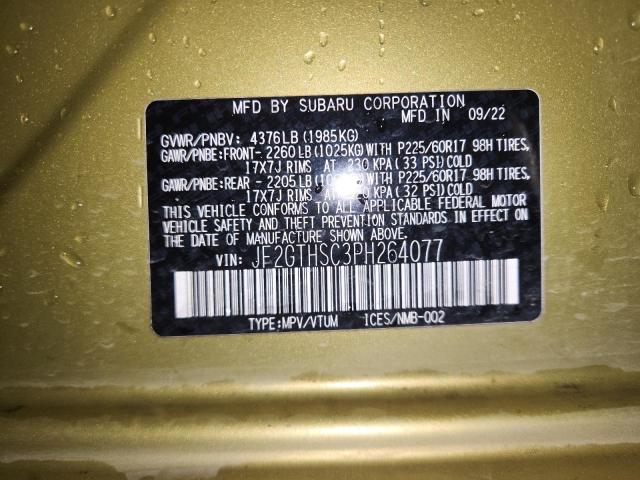 MFD BY SUBARU CORPORATION
MFD IN 09/22
GVWR/PNBV: 4376LB (1985KG)
GAWR/PNBE:FRONT- 2260LB (1025KG) WITH P225/60R17 98H TIRES,
17X7J RIMS AT 230 KPA ( 33 PSI) COLD
GAWR/PNBE:REAR - 2205LB WITH P225/60R17 98H TIRES,
17X7J RIMS AT KPA ( 32 PSI) COLD
THIS VEHICLE CONFORMS TO ALL APPLICABLE FEDERAL MOTOR
VEHICLE SAFETY AND THEFT PREVENTION STANDARDS IN EFFECT ON
THE DATE OF MANUFACTURE SHOWN ABOVE.
VIN: JF2GTHSC3PH264077
TYPE:MPV/VTUM ICES/NMB-002